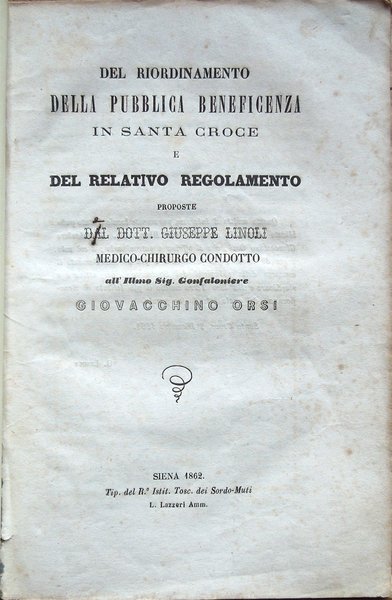 DEL RIORDINAMENTO
DELLA PUBBLICA BENEFICENZA
IN SANTA CROCE
E
DEL RELATIVO REGOLAMENTO
PROPOSTE
DAL DOTT. GIUSEPPE LINOLI
MEDICO-CHIRURGO CONDOTTO
all' Illmo Sig. Gonfaloniere
GIOVACCHINO ORSI
SIENA 1862.
Tip. del R.º Istit. Tosc. dei Sordo-Muti
L. Lazzeri Amm.